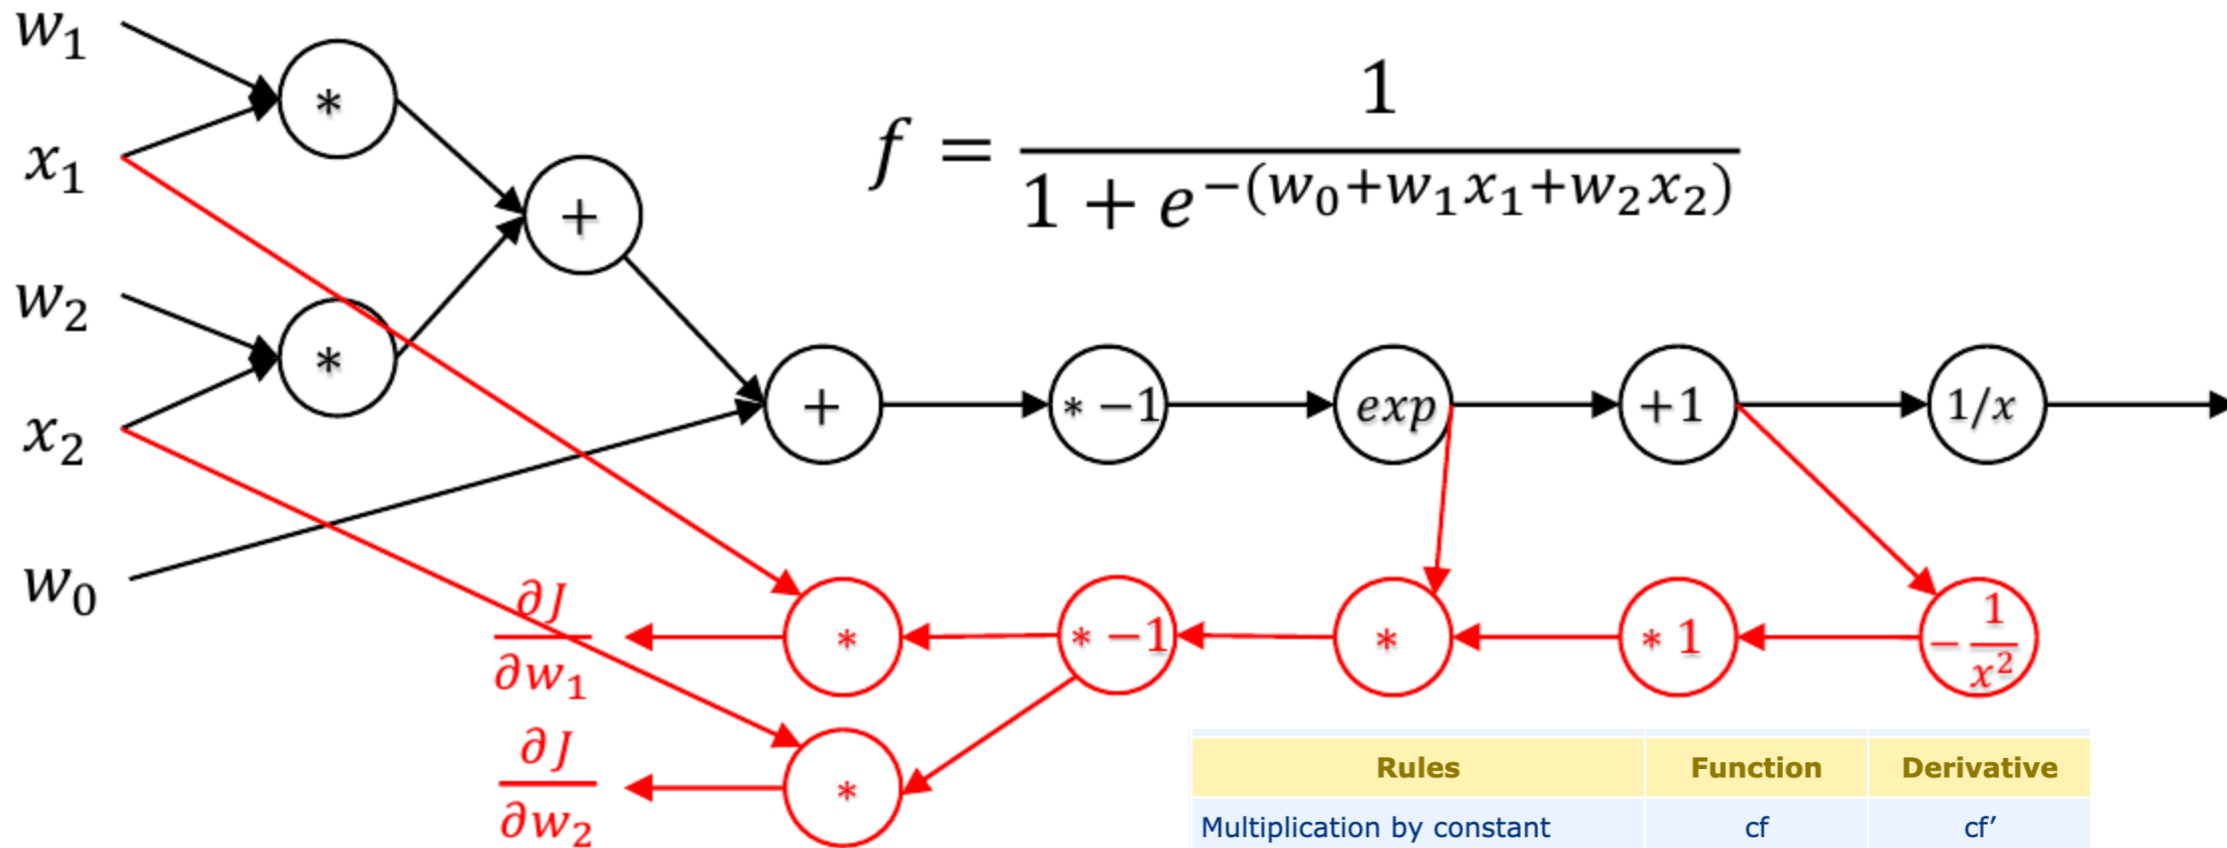 w₁
*
f = 1 / (1 + e^−(w₀+w₁x₁+w₂x₂))
x₁
+
w₂
*
x₂
+
* −1
exp
+1
1/x
w₀
∂J/∂w₁
*
* −1
*
* 1
−1/x²
∂J/∂w₂
*
Rules Function Derivative
Multiplication by constant cf cf′